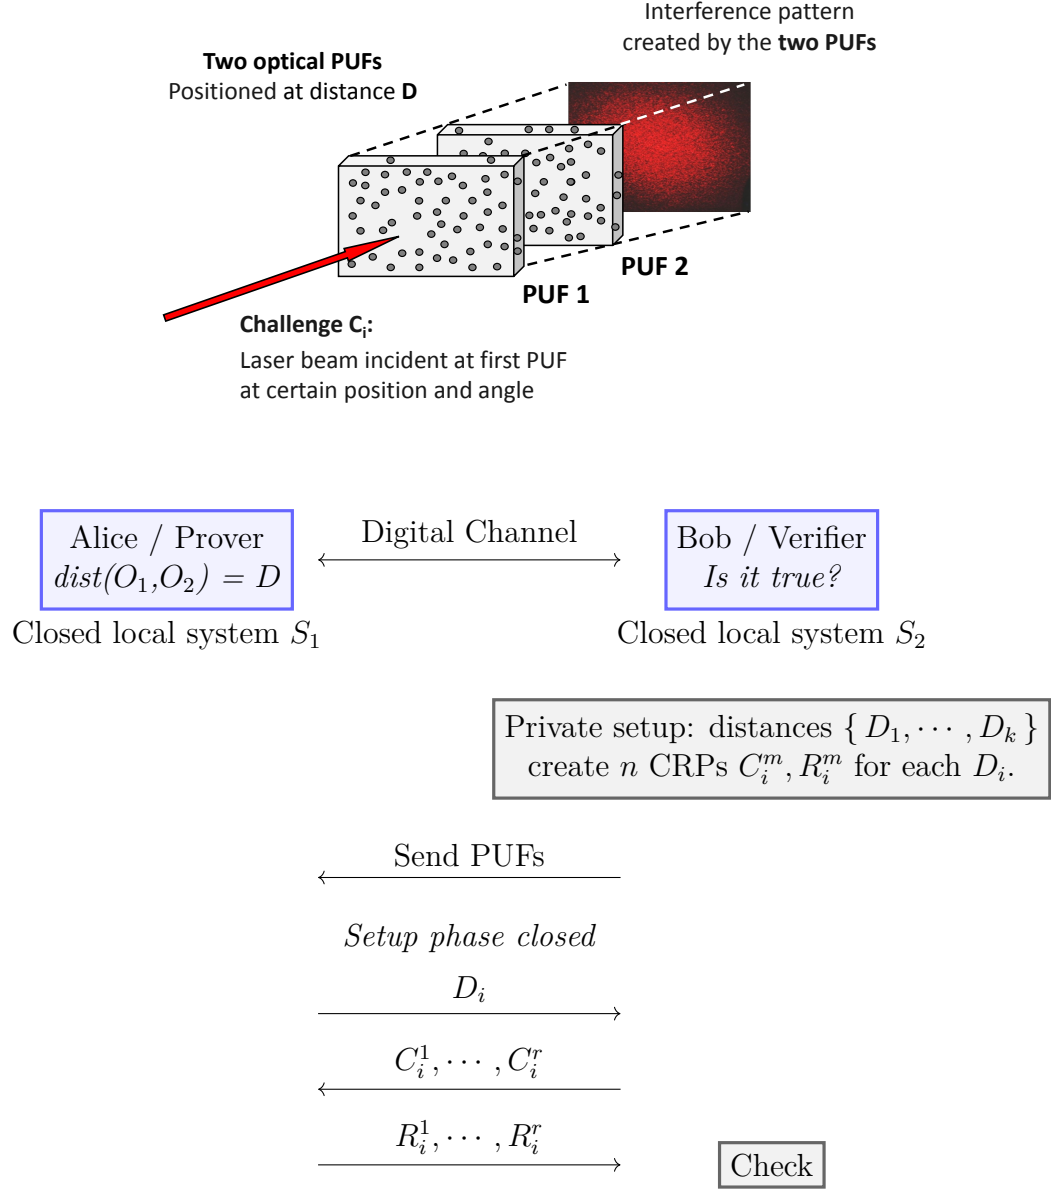 Interference pattern
created by the two PUFs
Two optical PUFs
Positioned at distance D
PUF 2
PUF 1
Challenge Cᵢ:
Laser beam incident at first PUF
at certain position and angle
Alice / Prover
dist(O₁,O₂) = D
Digital Channel
Bob / Verifier
Is it true?
Closed local system S₁
Closed local system S₂
Private setup: distances { D₁, ⋯ , Dₖ }
create n CRPs Cᵢᵐ, Rᵢᵐ for each Dᵢ.
Send PUFs
Setup phase closed
Dᵢ
Cᵢ¹, ⋯ , Cᵢʳ
Rᵢ¹, ⋯ , Rᵢʳ
Check